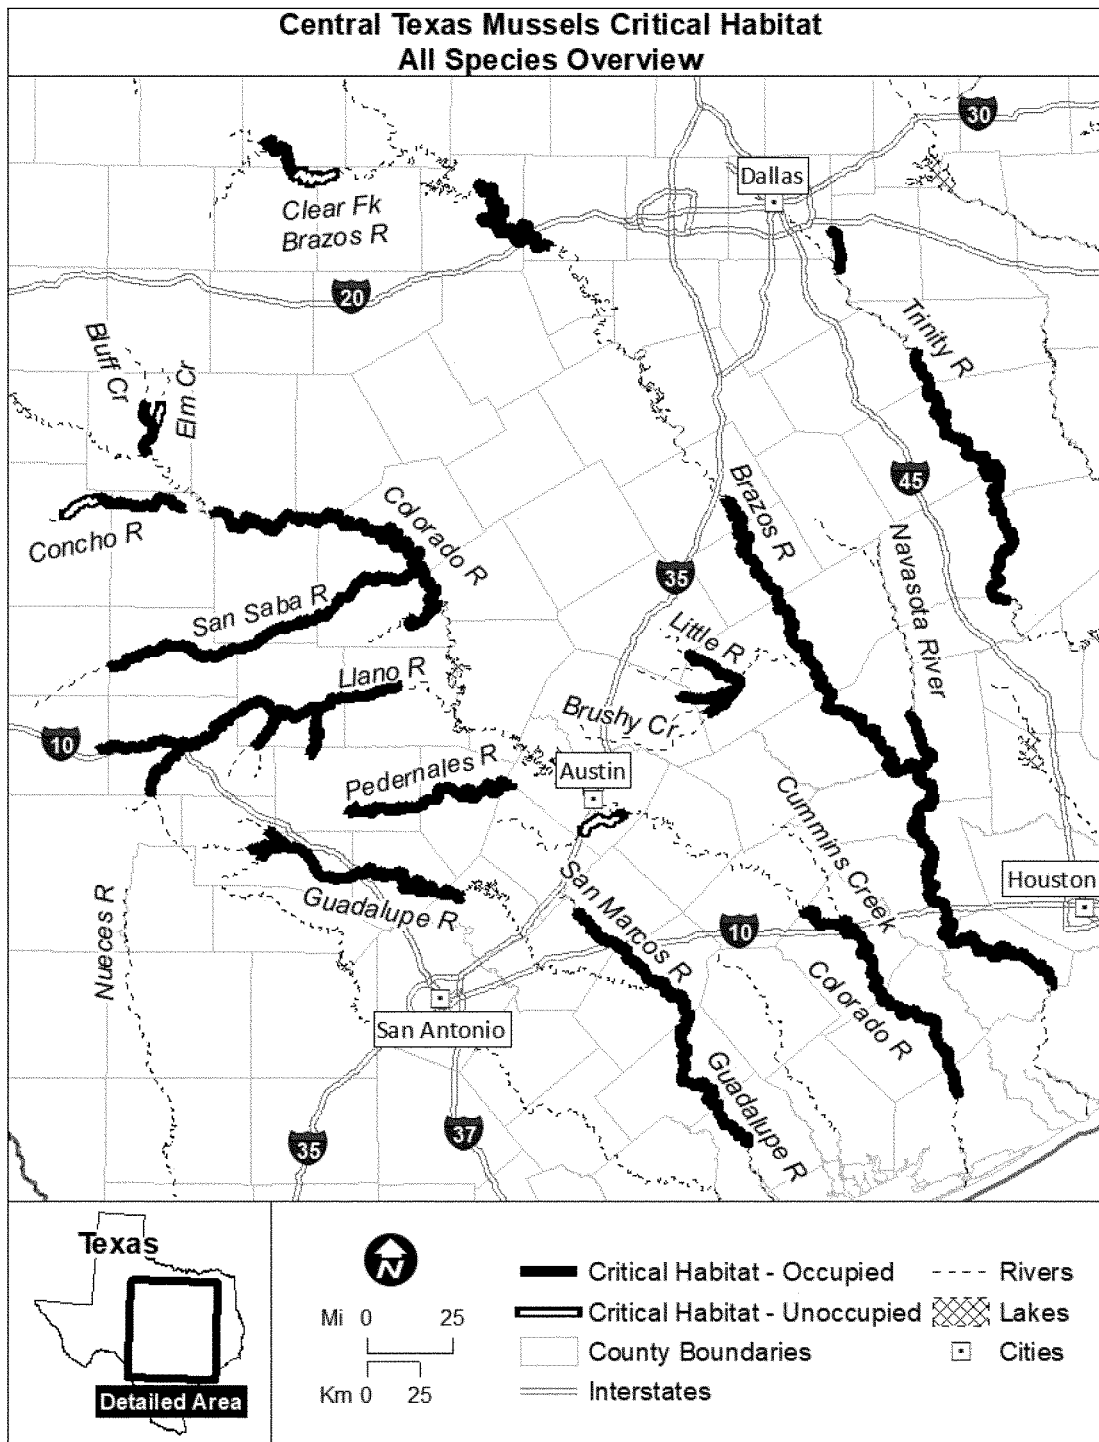 Central Texas Mussels Critical Habitat
All Species Overview
30
Dallas
Clear Fk
Brazos R
20
Trinity R
Bluff Cr
Elm Cr
45
Brazos R
Colorado R
Concho R
Navasota River
35
San Saba R
Little R
Llano R
Brushy Cr
10
Pedernales R
Austin
Cummins Creek
Houston
San Marcos R
Guadalupe R
Nueces R
10
Colorado R
San Antonio
Guadalupe R
35
37
Texas
Detailed Area
N
Mi 0 25
Km 0 25
Critical Habitat - Occupied
Critical Habitat - Unoccupied
County Boundaries
Interstates
Rivers
Lakes
Cities